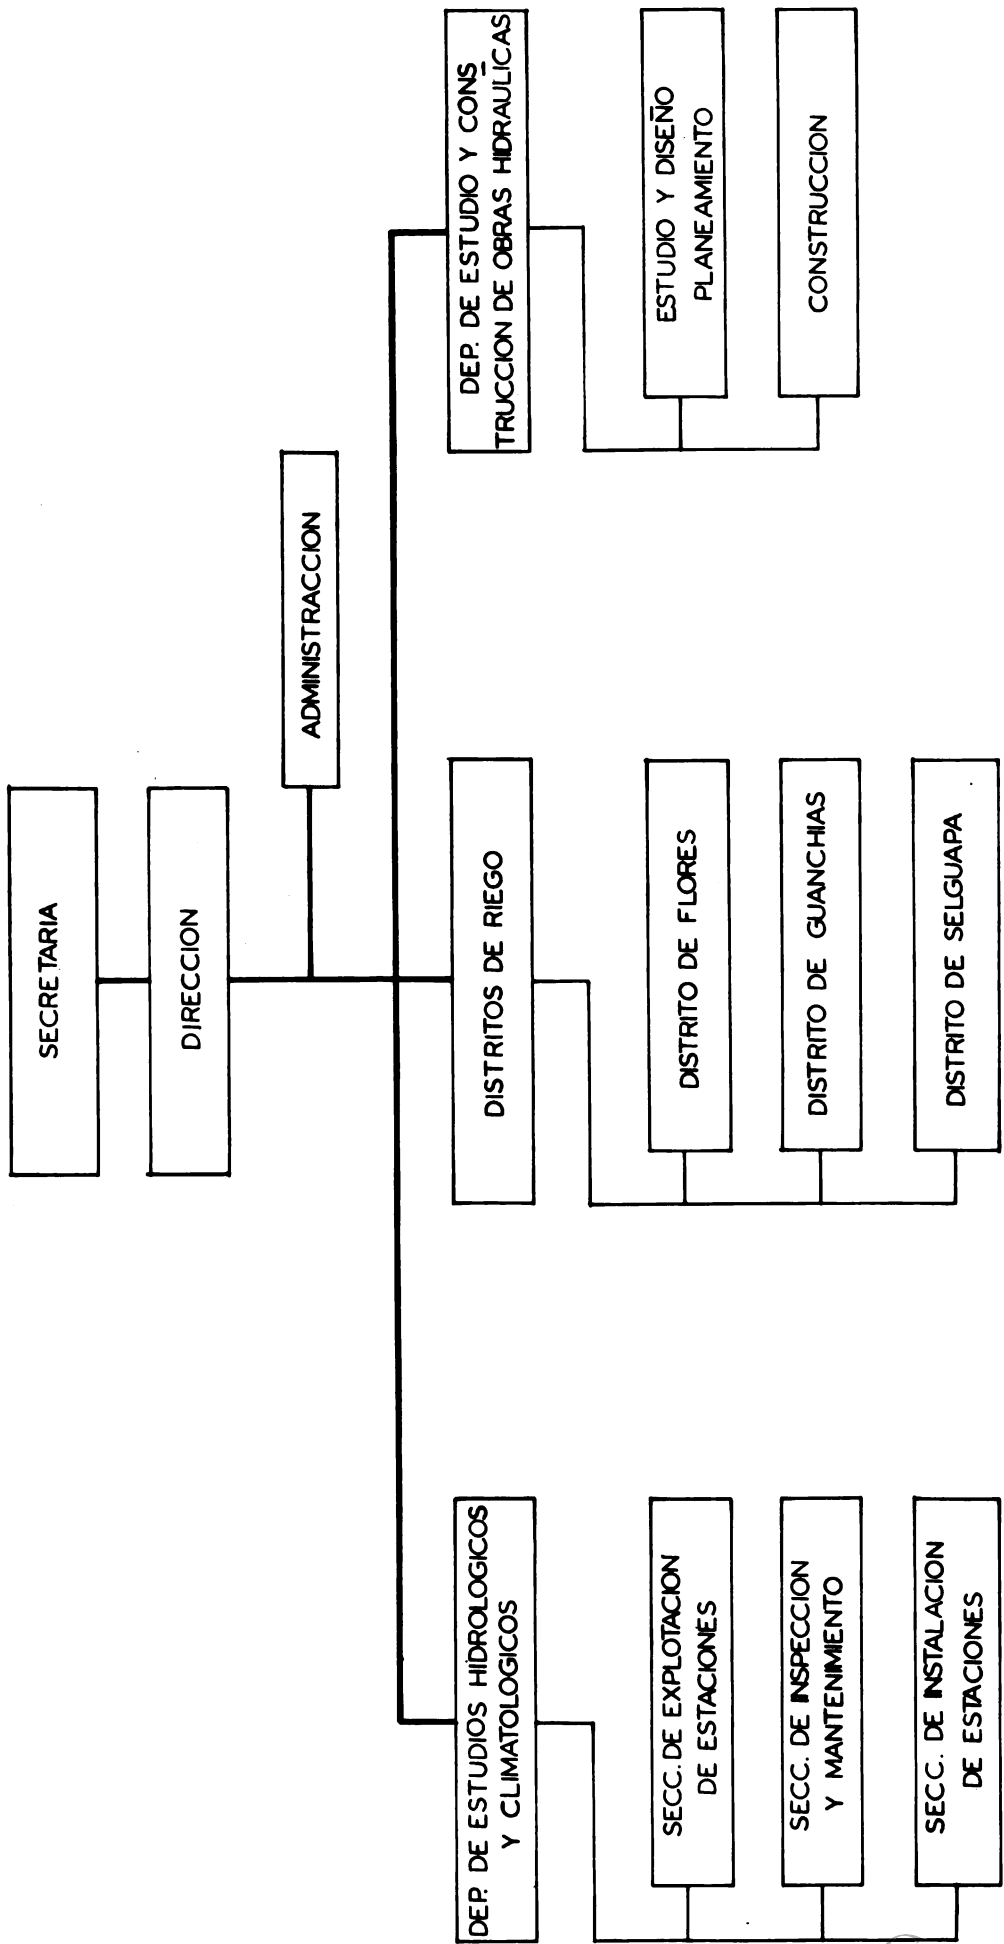 SECRETARIA
DIRECCION
ADMINISTRACCION
DEP. DE ESTUDIOS HIDROLOGICOS
Y CLIMATOLOGICOS
SECC. DE EXPLOTACION
DE ESTACIONES
SECC. DE INSPECCION
Y MANTENIMIENTO
SECC. DE INSTALACION
DE ESTACIONES
DISTRITOS DE RIEGO
DISTRITO DE FLORES
DISTRITO DE GUANCHIAS
DISTRITO DE SELGUAPA
DEP. DE ESTUDIO Y CONS-
TRUCCION DE OBRAS HIDRAULICAS
ESTUDIO Y DISEÑO
PLANEAMIENTO
CONSTRUCCION